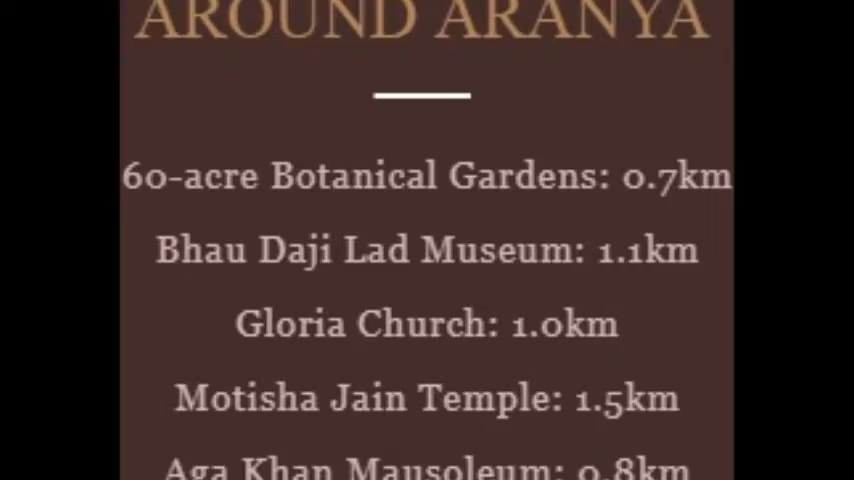 AROUND ARANYA
60-acre Botanical Gardens: 0.7km
Bhau Daji Lad Museum: 1.1km
Gloria Church: 1.0km
Motisha Jain Temple: 1.5km
Aga Khan Mausoleum: 0.8km